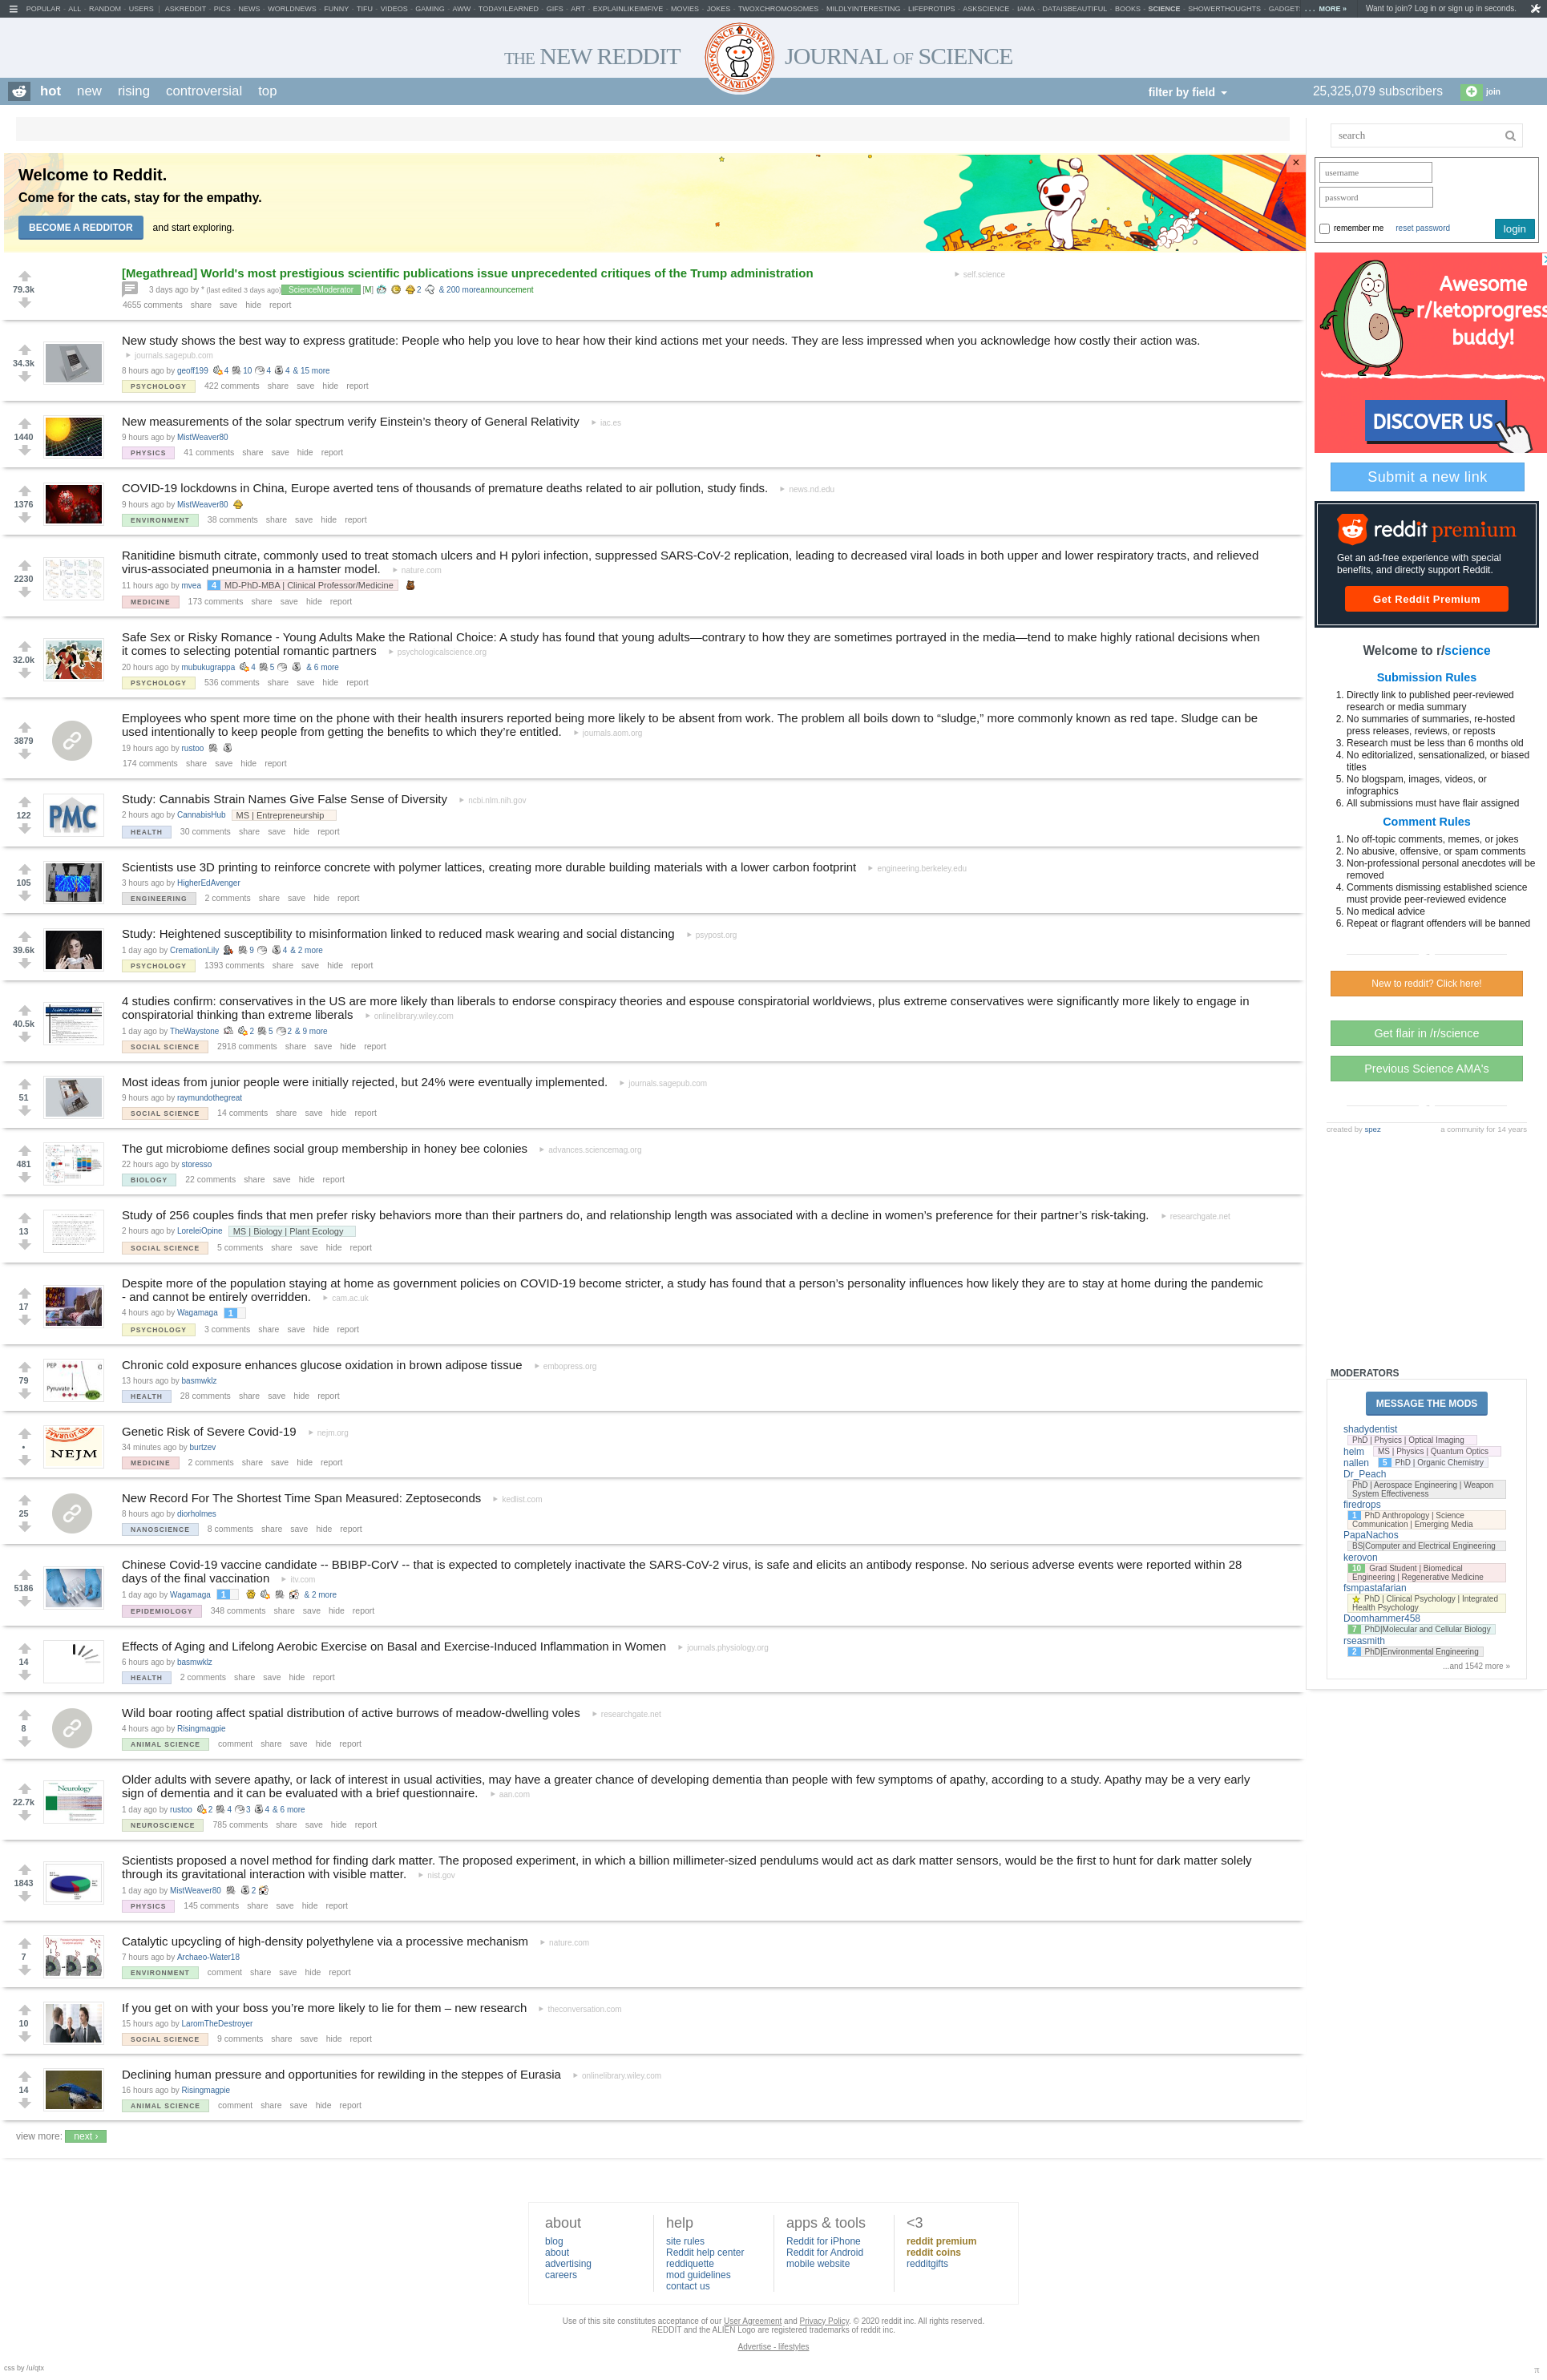 POPULAR - ALL - RANDOM - USERS | ASKREDDIT - PICS - NEWS - WORLDNEWS - FUNNY - TIFU - VIDEOS - GAMING - AWW - TODAYILEARNED - GIFS - ART - EXPLAINLIKEIMFIVE - MOVIES - JOKES - TWOXCHROMOSOMES - MILDLYINTERESTING - LIFEPROTIPS - ASKSCIENCE - IAMA - DATAISBEAUTIFUL - BOOKS - SCIENCE - SHOWERTHOUGHTS - GADGET ... MORE »
Want to join? Log in or sign up in seconds.
THE NEW REDDIT JOURNAL OF SCIENCE
hot new rising controversial top
filter by field
25,325,079 subscribers
join
search
Welcome to Reddit.
Come for the cats, stay for the empathy.
BECOME A REDDITOR and start exploring.
×
username
password
remember me reset password login
79.3k
[Megathread] World's most prestigious scientific publications issue unprecedented critiques of the Trump administration
self.science
3 days ago by * (last edited 3 days ago) ScienceModerator [M] 2 & 200 more announcement
4655 comments share save hide report
34.3k
New study shows the best way to express gratitude: People who help you love to hear how their kind actions met your needs. They are less impressed when you acknowledge how costly their action was.
journals.sagepub.com
8 hours ago by geoff199 4 10 4 4 & 15 more
PSYCHOLOGY 422 comments share save hide report
1440
New measurements of the solar spectrum verify Einstein’s theory of General Relativity iac.es
9 hours ago by MistWeaver80
PHYSICS 41 comments share save hide report
1376
COVID-19 lockdowns in China, Europe averted tens of thousands of premature deaths related to air pollution, study finds. news.nd.edu
9 hours ago by MistWeaver80
ENVIRONMENT 38 comments share save hide report
2230
Ranitidine bismuth citrate, commonly used to treat stomach ulcers and H pylori infection, suppressed SARS-CoV-2 replication, leading to decreased viral loads in both upper and lower respiratory tracts, and relieved
virus-associated pneumonia in a hamster model. nature.com
11 hours ago by mvea 4 MD-PhD-MBA | Clinical Professor/Medicine
MEDICINE 173 comments share save hide report
32.0k
Safe Sex or Risky Romance - Young Adults Make the Rational Choice: A study has found that young adults—contrary to how they are sometimes portrayed in the media—tend to make highly rational decisions when
it comes to selecting potential romantic partners psychologicalscience.org
20 hours ago by mubukugrappa 4 5 & 6 more
PSYCHOLOGY 536 comments share save hide report
3879
Employees who spent more time on the phone with their health insurers reported being more likely to be absent from work. The problem all boils down to “sludge,” more commonly known as red tape. Sludge can be
used intentionally to keep people from getting the benefits to which they’re entitled. journals.aom.org
19 hours ago by rustoo
174 comments share save hide report
122
PMC
Study: Cannabis Strain Names Give False Sense of Diversity ncbi.nlm.nih.gov
2 hours ago by CannabisHub MS | Entrepreneurship
HEALTH 30 comments share save hide report
105
Scientists use 3D printing to reinforce concrete with polymer lattices, creating more durable building materials with a lower carbon footprint engineering.berkeley.edu
3 hours ago by HigherEdAvenger
ENGINEERING 2 comments share save hide report
39.6k
Study: Heightened susceptibility to misinformation linked to reduced mask wearing and social distancing psypost.org
1 day ago by CremationLily 9 4 & 2 more
PSYCHOLOGY 1393 comments share save hide report
40.5k
4 studies confirm: conservatives in the US are more likely than liberals to endorse conspiracy theories and espouse conspiratorial worldviews, plus extreme conservatives were significantly more likely to engage in
conspiratorial thinking than extreme liberals onlinelibrary.wiley.com
1 day ago by TheWaystone 2 5 2 & 9 more
SOCIAL SCIENCE 2918 comments share save hide report
51
Most ideas from junior people were initially rejected, but 24% were eventually implemented. journals.sagepub.com
9 hours ago by raymundothegreat
SOCIAL SCIENCE 14 comments share save hide report
481
The gut microbiome defines social group membership in honey bee colonies advances.sciencemag.org
22 hours ago by storesso
BIOLOGY 22 comments share save hide report
13
Study of 256 couples finds that men prefer risky behaviors more than their partners do, and relationship length was associated with a decline in women’s preference for their partner’s risk-taking. researchgate.net
2 hours ago by LoreleiOpine MS | Biology | Plant Ecology
SOCIAL SCIENCE 5 comments share save hide report
17
Despite more of the population staying at home as government policies on COVID-19 become stricter, a study has found that a person’s personality influences how likely they are to stay at home during the pandemic
- and cannot be entirely overridden. cam.ac.uk
4 hours ago by Wagamaga 1
PSYCHOLOGY 3 comments share save hide report
79
PEP
Pyruvate
MPC
Chronic cold exposure enhances glucose oxidation in brown adipose tissue embopress.org
13 hours ago by basmwklz
HEALTH 28 comments share save hide report
•
NEJM
Genetic Risk of Severe Covid-19 nejm.org
34 minutes ago by burtzev
MEDICINE 2 comments share save hide report
25
New Record For The Shortest Time Span Measured: Zeptoseconds kedlist.com
8 hours ago by diorholmes
NANOSCIENCE 8 comments share save hide report
5186
Chinese Covid-19 vaccine candidate -- BBIBP-CorV -- that is expected to completely inactivate the SARS-CoV-2 virus, is safe and elicits an antibody response. No serious adverse events were reported within 28
days of the final vaccination itv.com
1 day ago by Wagamaga 1 & 2 more
EPIDEMIOLOGY 348 comments share save hide report
14
Effects of Aging and Lifelong Aerobic Exercise on Basal and Exercise-Induced Inflammation in Women journals.physiology.org
6 hours ago by basmwklz
HEALTH 2 comments share save hide report
8
Wild boar rooting affect spatial distribution of active burrows of meadow-dwelling voles researchgate.net
4 hours ago by Risingmagpie
ANIMAL SCIENCE comment share save hide report
22.7k
Neurology
Older adults with severe apathy, or lack of interest in usual activities, may have a greater chance of developing dementia than people with few symptoms of apathy, according to a study. Apathy may be a very early
sign of dementia and it can be evaluated with a brief questionnaire. aan.com
1 day ago by rustoo 2 4 3 4 & 6 more
NEUROSCIENCE 785 comments share save hide report
1843
Scientists proposed a novel method for finding dark matter. The proposed experiment, in which a billion millimeter-sized pendulums would act as dark matter sensors, would be the first to hunt for dark matter solely
through its gravitational interaction with visible matter. nist.gov
1 day ago by MistWeaver80 2
PHYSICS 145 comments share save hide report
7
Catalytic upcycling of high-density polyethylene via a processive mechanism nature.com
7 hours ago by Archaeo-Water18
ENVIRONMENT comment share save hide report
10
If you get on with your boss you’re more likely to lie for them – new research theconversation.com
15 hours ago by LaromTheDestroyer
SOCIAL SCIENCE 9 comments share save hide report
14
Declining human pressure and opportunities for rewilding in the steppes of Eurasia onlinelibrary.wiley.com
16 hours ago by Risingmagpie
ANIMAL SCIENCE comment share save hide report
view more: next ›
Awesome
r/ketoprogress
buddy!
DISCOVER US
Submit a new link
reddit premium
Get an ad-free experience with special
benefits, and directly support Reddit.
Get Reddit Premium
Welcome to r/science
Submission Rules
1. Directly link to published peer-reviewed
research or media summary
2. No summaries of summaries, re-hosted
press releases, reviews, or reposts
3. Research must be less than 6 months old
4. No editorialized, sensationalized, or biased
titles
5. No blogspam, images, videos, or
infographics
6. All submissions must have flair assigned
Comment Rules
1. No off-topic comments, memes, or jokes
2. No abusive, offensive, or spam comments
3. Non-professional personal anecdotes will be
removed
4. Comments dismissing established science
must provide peer-reviewed evidence
5. No medical advice
6. Repeat or flagrant offenders will be banned
New to reddit? Click here!
Get flair in /r/science
Previous Science AMA's
created by spez a community for 14 years
MODERATORS
MESSAGE THE MODS
shadydentist
PhD | Physics | Optical Imaging
helm MS | Physics | Quantum Optics
nallen 5 PhD | Organic Chemistry
Dr_Peach
PhD | Aerospace Engineering | Weapon
System Effectiveness
firedrops
1 PhD Anthropology | Science
Communication | Emerging Media
PapaNachos
BS|Computer and Electrical Engineering
kerovon
10 Grad Student | Biomedical
Engineering | Regenerative Medicine
fsmpastafarian
PhD | Clinical Psychology | Integrated
Health Psychology
Doomhammer458
7 PhD|Molecular and Cellular Biology
rseasmith
2 PhD|Environmental Engineering
...and 1542 more »
about
blog
about
advertising
careers
help
site rules
Reddit help center
reddiquette
mod guidelines
contact us
apps & tools
Reddit for iPhone
Reddit for Android
mobile website
<3
reddit premium
reddit coins
redditgifts
Use of this site constitutes acceptance of our User Agreement and Privacy Policy. © 2020 reddit inc. All rights reserved.
REDDIT and the ALIEN Logo are registered trademarks of reddit inc.
Advertise - lifestyles
css by /u/qtx
π